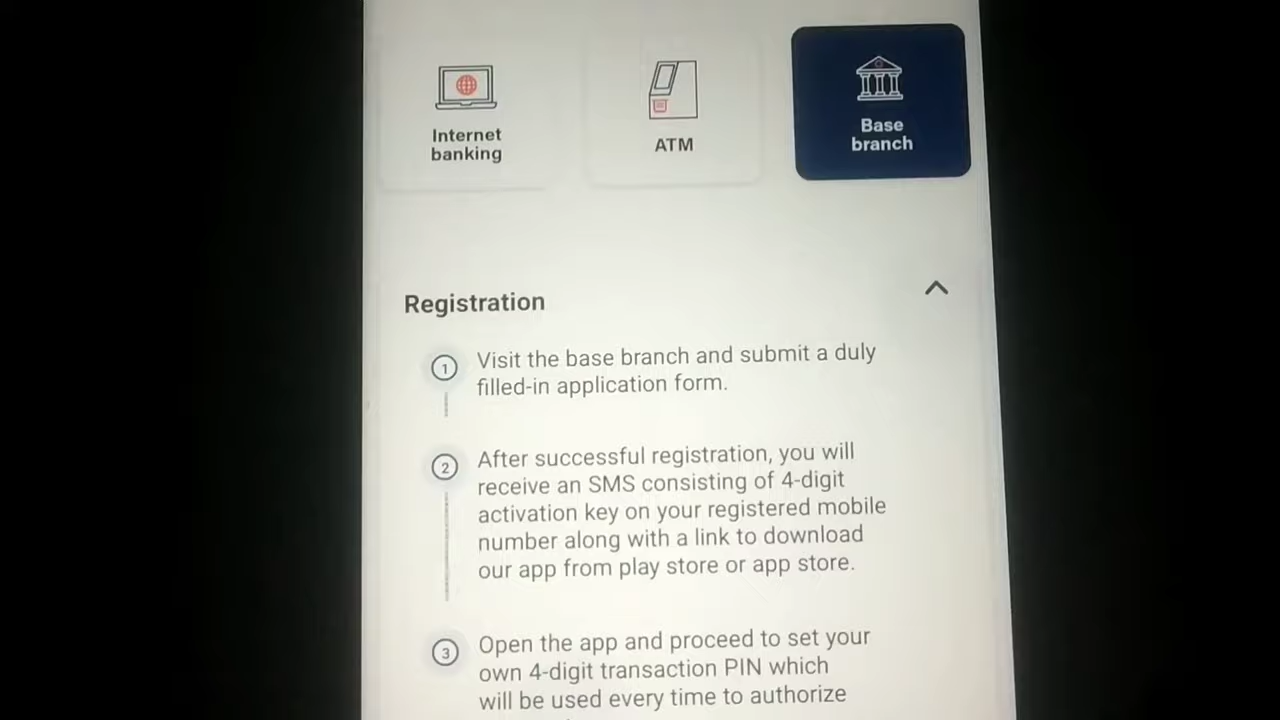 Internet
banking
ATM
Base
branch
Registration
1
Visit the base branch and submit a duly
filled-in application form.
2
After successful registration, you will
receive an SMS consisting of 4-digit
activation key on your registered mobile
number along with a link to download
our app from play store or app store.
3
Open the app and proceed to set your
own 4-digit transaction PIN which
will be used every time to authorize